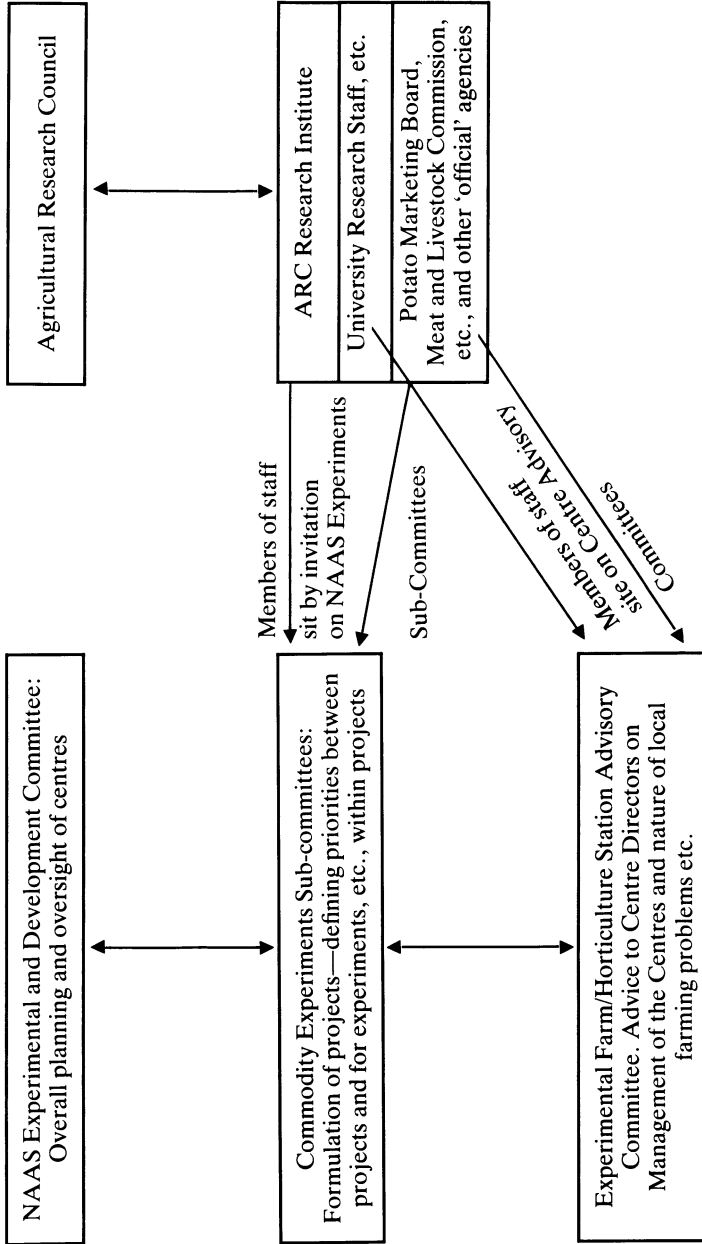 NAAS Experimental and Development Committee:
Overall planning and oversight of centres
Agricultural Research Council
Commodity Experiments Sub-committees:
Formulation of projects—defining priorities between
projects and for experiments, etc., within projects
Members of staff
sit by invitation
on NAAS Experiments
Sub-Committees
ARC Research Institute
University Research Staff, etc.
Potato Marketing Board,
Meat and Livestock Commission,
etc., and other ‘official’ agencies
Members of staff
site on Centre Advisory
Committees
Experimental Farm/Horticulture Station Advisory
Committee. Advice to Centre Directors on
Management of the Centres and nature of local
farming problems etc.